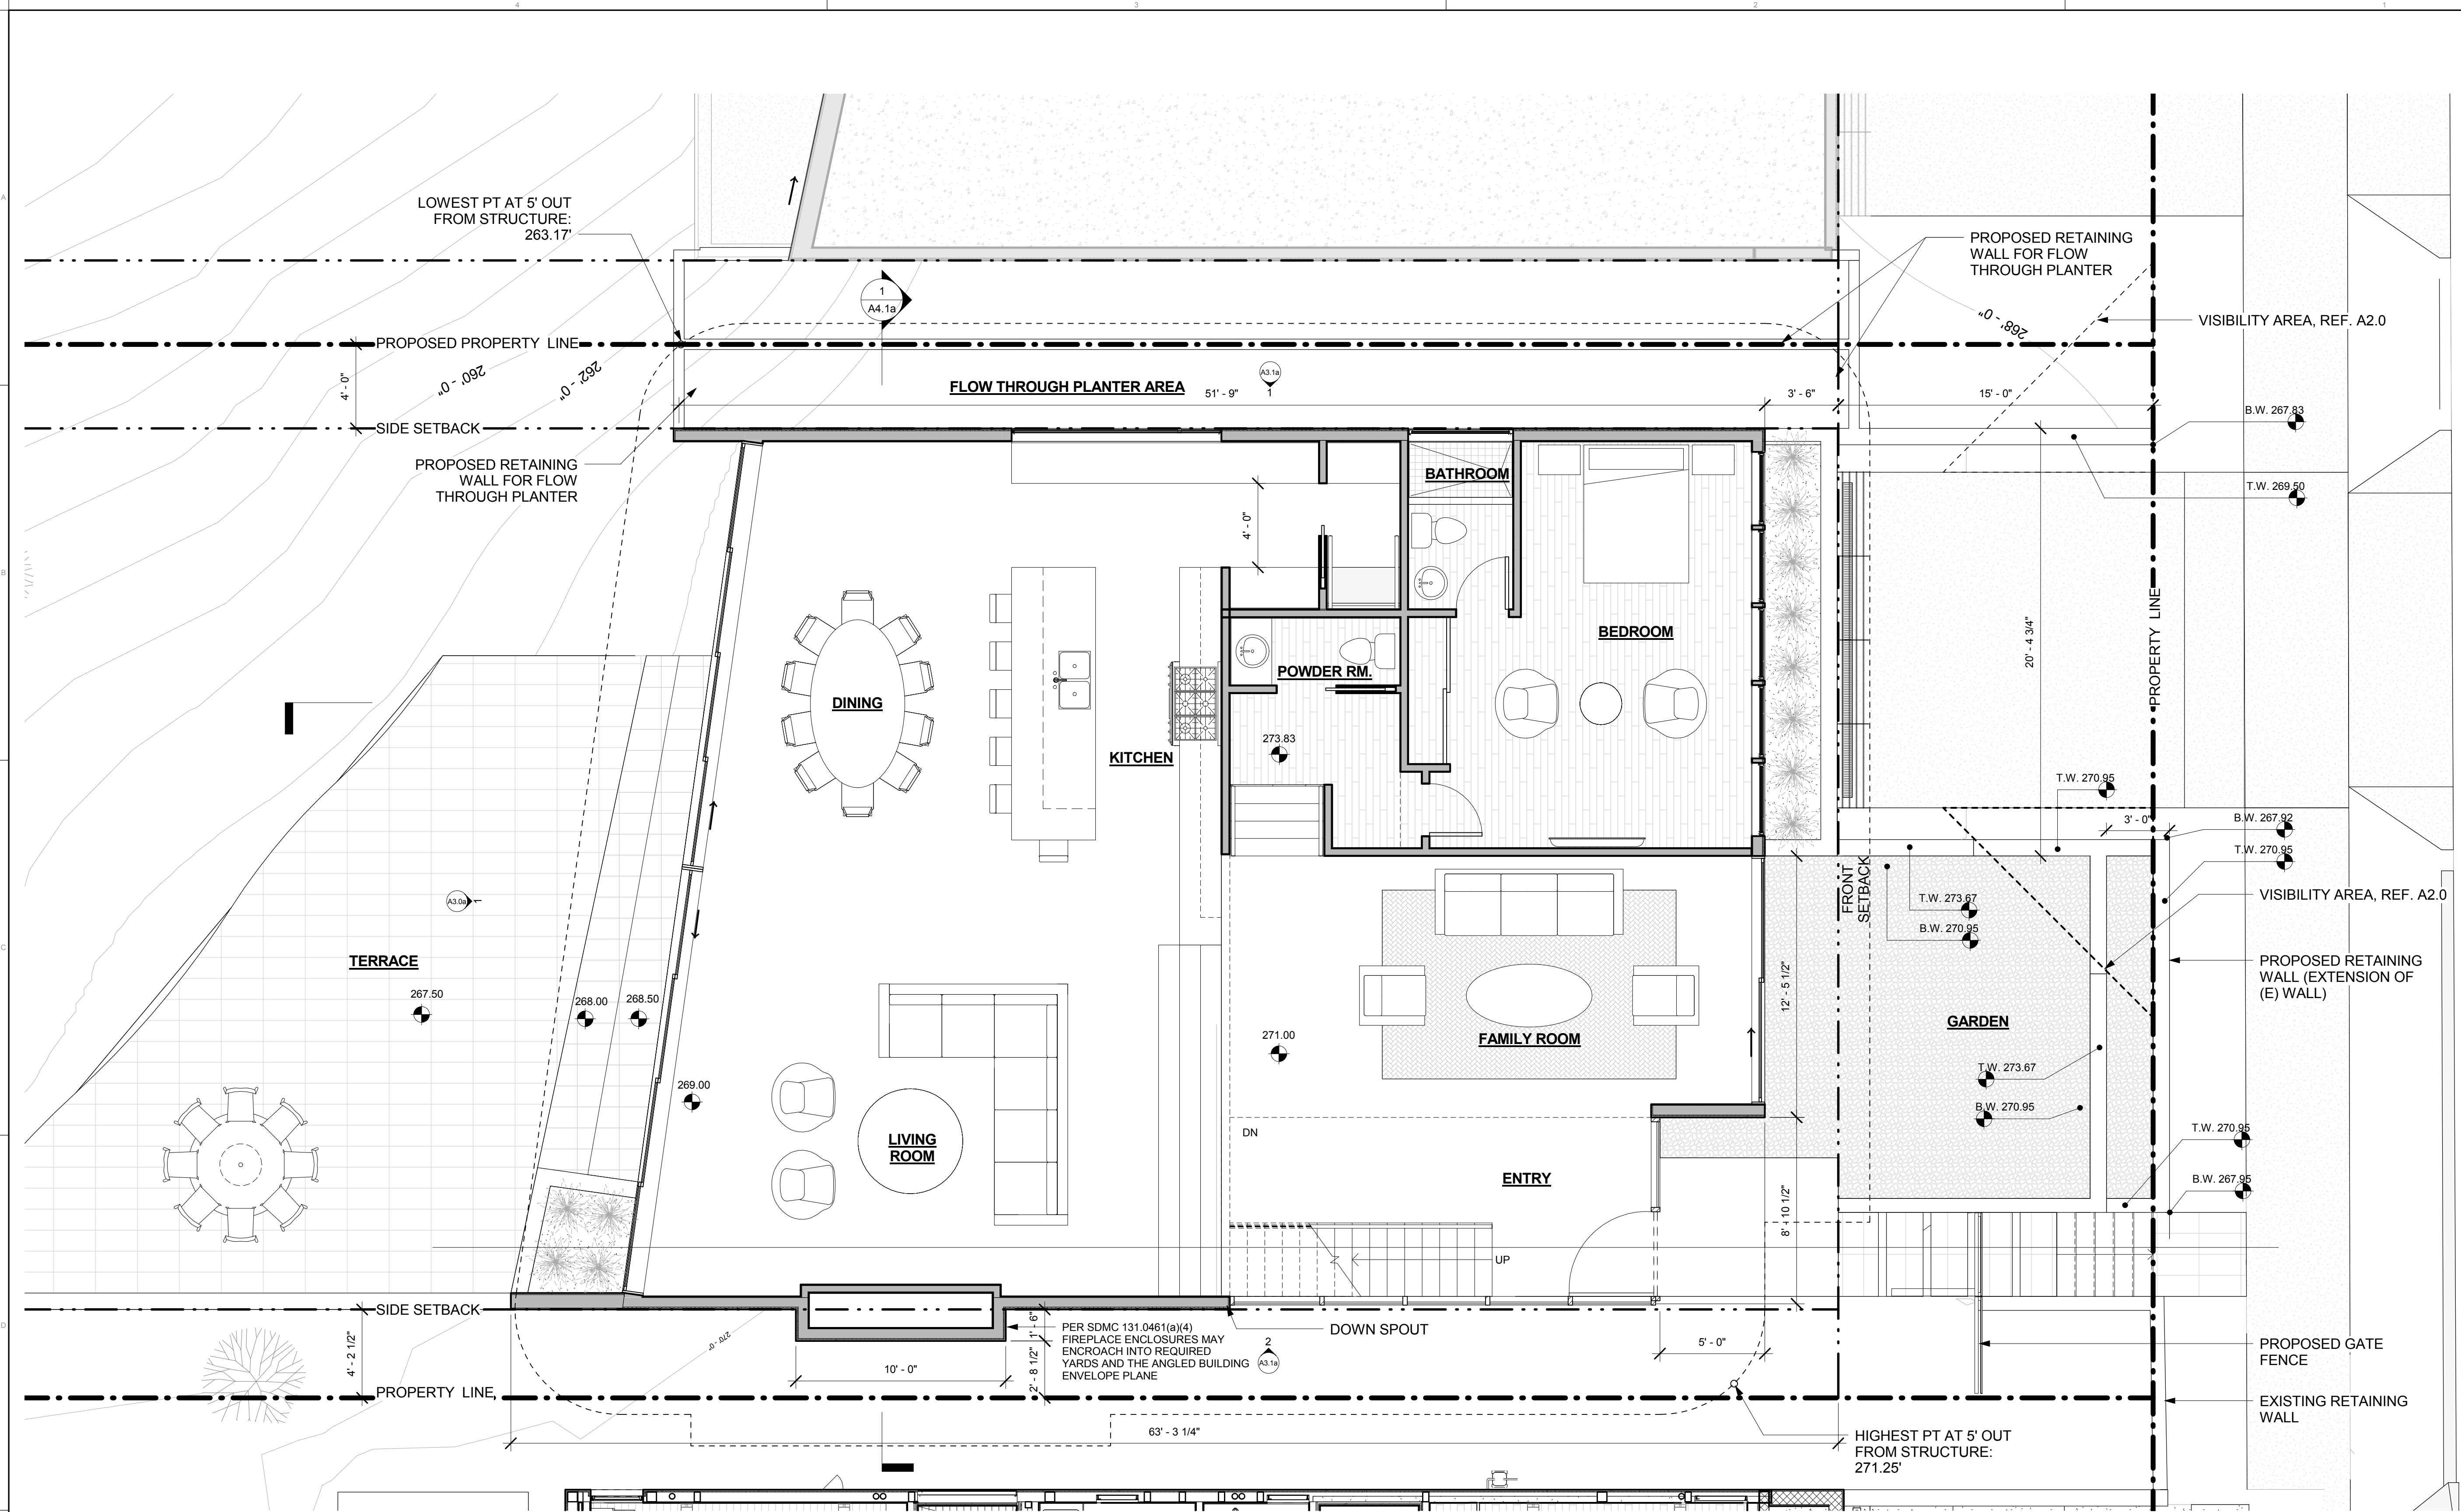 4
3
2
1
A
LOWEST PT AT 5' OUT
FROM STRUCTURE:
263.17'
1
A4.1a
PROPOSED RETAINING
WALL FOR FLOW
THROUGH PLANTER
268' - 0"
VISIBILITY AREA, REF. A2.0
PROPOSED PROPERTY LINE
4' - 0"
260' - 0"
262' - 0"
FLOW THROUGH PLANTER AREA
A3.1a
1
51' - 9"
3' - 6"
15' - 0"
B.W. 267.83
SIDE SETBACK
PROPOSED RETAINING
WALL FOR FLOW
THROUGH PLANTER
BATHROOM
T.W. 269.50
4' - 0"
B
BEDROOM
POWDER RM.
20' - 4 3/4"
PROPERTY LINE
DINING
KITCHEN
273.83
T.W. 270.95
3' - 0"
B.W. 267.92
T.W. 270.95
FRONT
SETBACK
VISIBILITY AREA, REF. A2.0
T.W. 273.67
B.W. 270.95
A3.0a
1
C
TERRACE
267.50
268.00
268.50
12' - 5 1/2"
PROPOSED RETAINING
WALL (EXTENSION OF
(E) WALL)
GARDEN
271.00
FAMILY ROOM
T.W. 273.67
269.00
B.W. 270.95
LIVING
ROOM
DN
T.W. 270.95
ENTRY
B.W. 267.95
8' - 10 1/2"
UP
SIDE SETBACK
D
4' - 2 1/2"
270' - 0"
1' - 6"
2' - 8 1/2"
PER SDMC 131.0461(a)(4)
FIREPLACE ENCLOSURES MAY
ENCROACH INTO REQUIRED
YARDS AND THE ANGLED BUILDING
ENVELOPE PLANE
2
A3.1a
DOWN SPOUT
5' - 0"
PROPOSED GATE
FENCE
10' - 0"
PROPERTY LINE
EXISTING RETAINING
WALL
63' - 3 1/4"
HIGHEST PT AT 5' OUT
FROM STRUCTURE:
271.25'